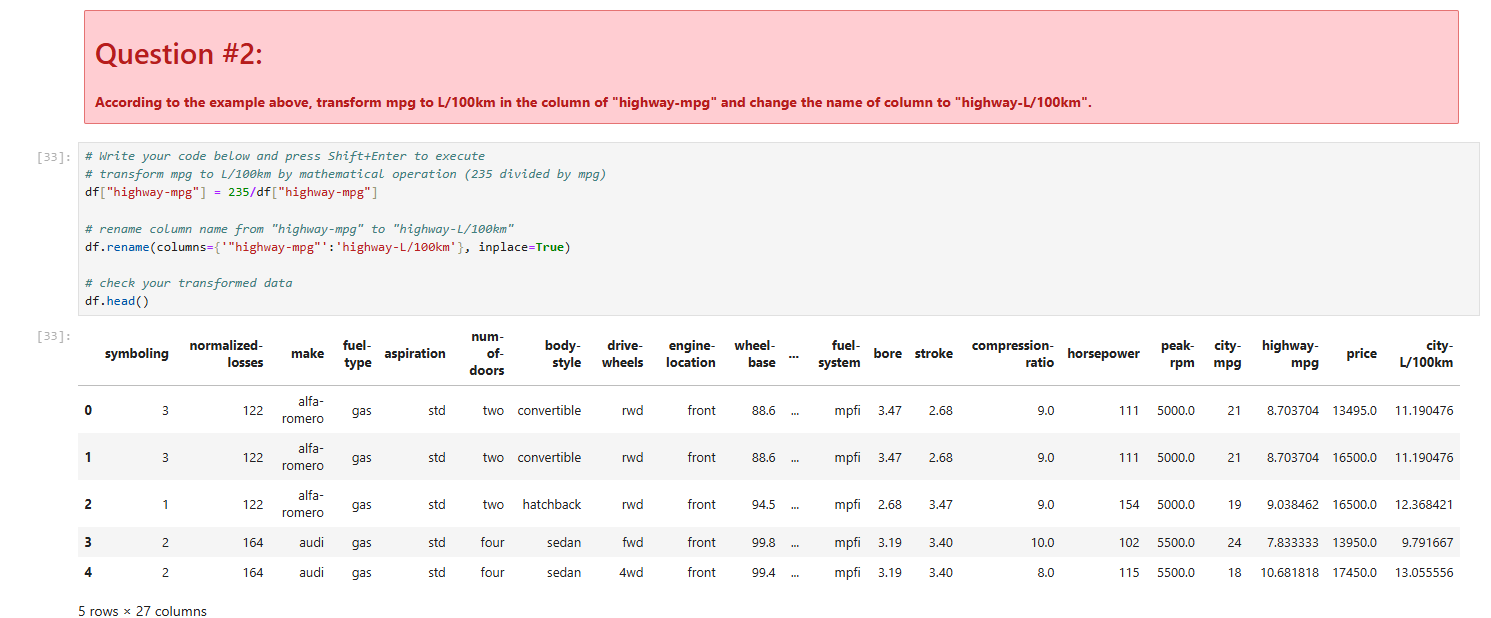 Question #2:
According to the example above, transform mpg to L/100km in the column of "highway-mpg" and change the name of column to "highway-L/100km".
[33]:
# Write your code below and press Shift+Enter to execute
# transform mpg to L/100km by mathematical operation (235 divided by mpg)
df["highway-mpg"] = 235/df["highway-mpg"]
# rename column name from "highway-mpg" to "highway-L/100km"
df.rename(columns={'"highway-mpg"':'highway-L/100km'}, inplace=True)
# check your transformed data
df.head()
[33]:
symboling normalized-losses make fuel-type aspiration num-of-doors body-style drive-wheels engine-location wheel-base ... fuel-system bore stroke compression-ratio horsepower peak-rpm city-mpg highway-mpg price city-L/100km
0 3 122 alfa-romero gas std two convertible rwd front 88.6 ... mpfi 3.47 2.68 9.0 111 5000.0 21 8.703704 13495.0 11.190476
1 3 122 alfa-romero gas std two convertible rwd front 88.6 ... mpfi 3.47 2.68 9.0 111 5000.0 21 8.703704 16500.0 11.190476
2 1 122 alfa-romero gas std two hatchback rwd front 94.5 ... mpfi 2.68 3.47 9.0 154 5000.0 19 9.038462 16500.0 12.368421
3 2 164 audi gas std four sedan fwd front 99.8 ... mpfi 3.19 3.40 10.0 102 5500.0 24 7.833333 13950.0 9.791667
4 2 164 audi gas std four sedan 4wd front 99.4 ... mpfi 3.19 3.40 8.0 115 5500.0 18 10.681818 17450.0 13.055556
5 rows × 27 columns